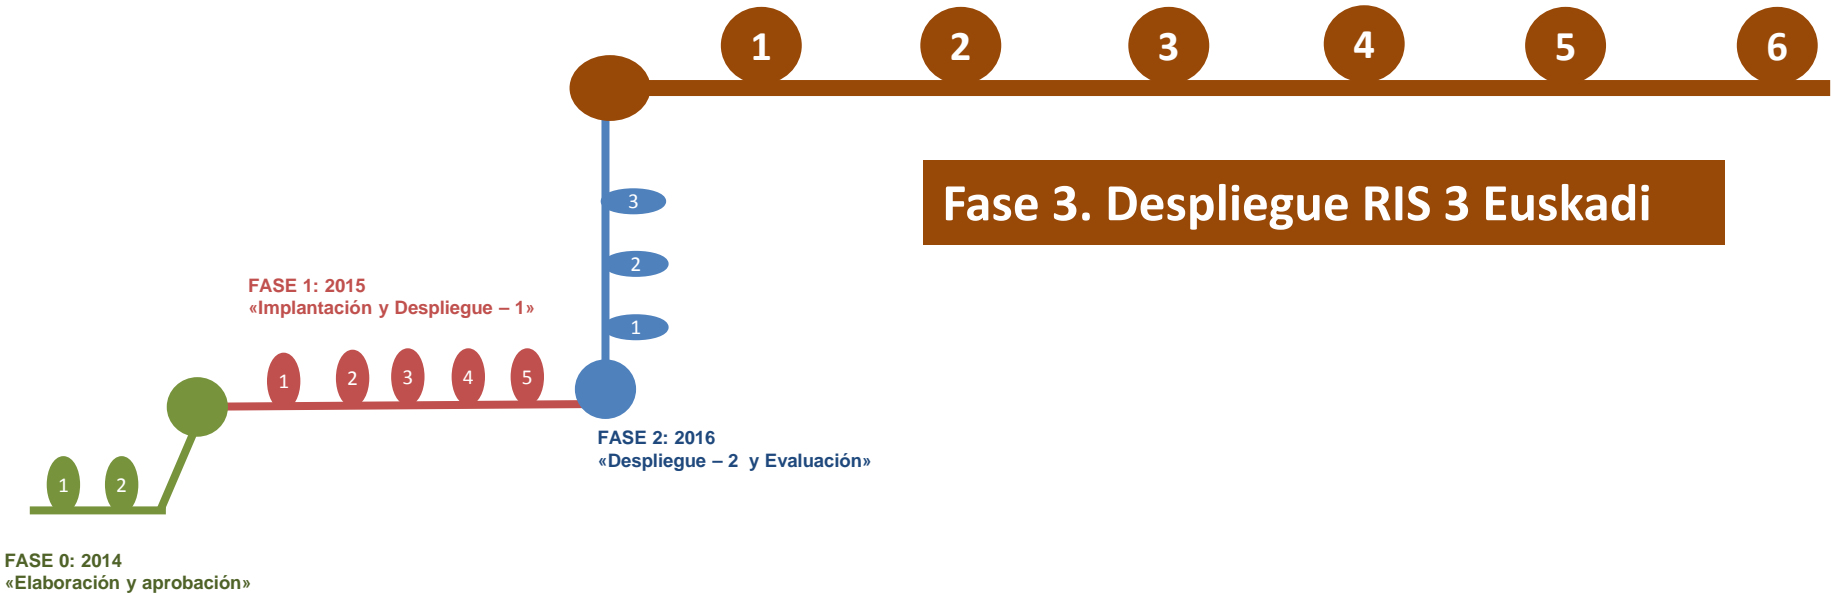 1 2 3 4 5 6
Fase 3. Despliegue RIS 3 Euskadi
3
2
1
FASE 1: 2015
«Implantación y Despliegue – 1»
1 2 3 4 5
FASE 2: 2016
«Despliegue – 2 y Evaluación»
1 2
FASE 0: 2014
«Elaboración y aprobación»